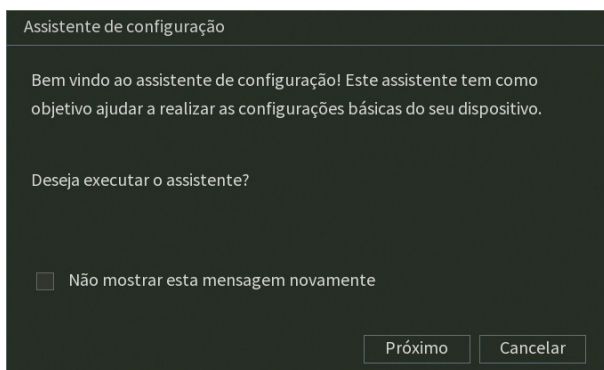 Assistente de configuração
Bem vindo ao assistente de configuração! Este assistente tem como
objetivo ajudar a realizar as configurações básicas do seu dispositivo.
Deseja executar o assistente?
Não mostrar esta mensagem novamente
Próximo
Cancelar